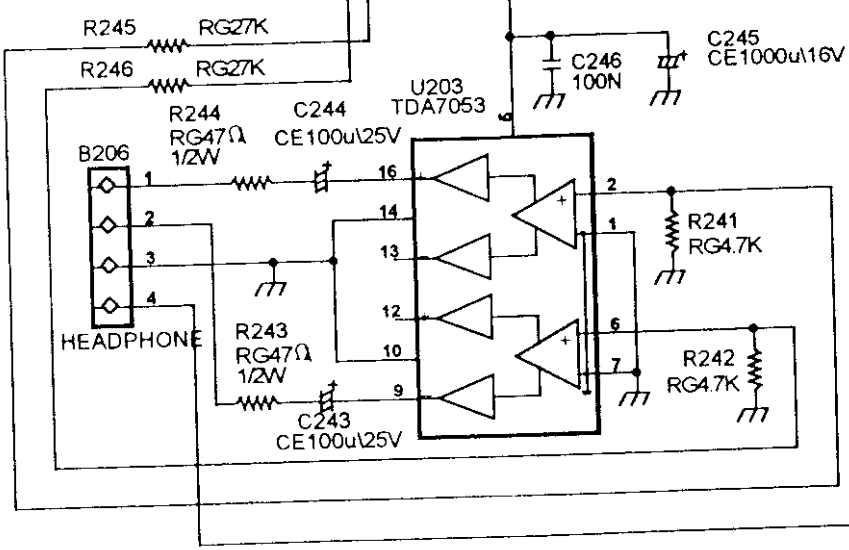 R245 RG27K
R246 RG27K
C246
100N
C245
CE1000u\16V
U203
TDA7053
R244
RG47Ω
1/2W
C244
CE100u\25V
B206
1
2
3
4
HEADPHONE
16
14
13
12
10
9
2
1
6
7
R241
RG4.7K
R242
RG4.7K
R243
RG47Ω
1/2W
C243
CE100u\25V